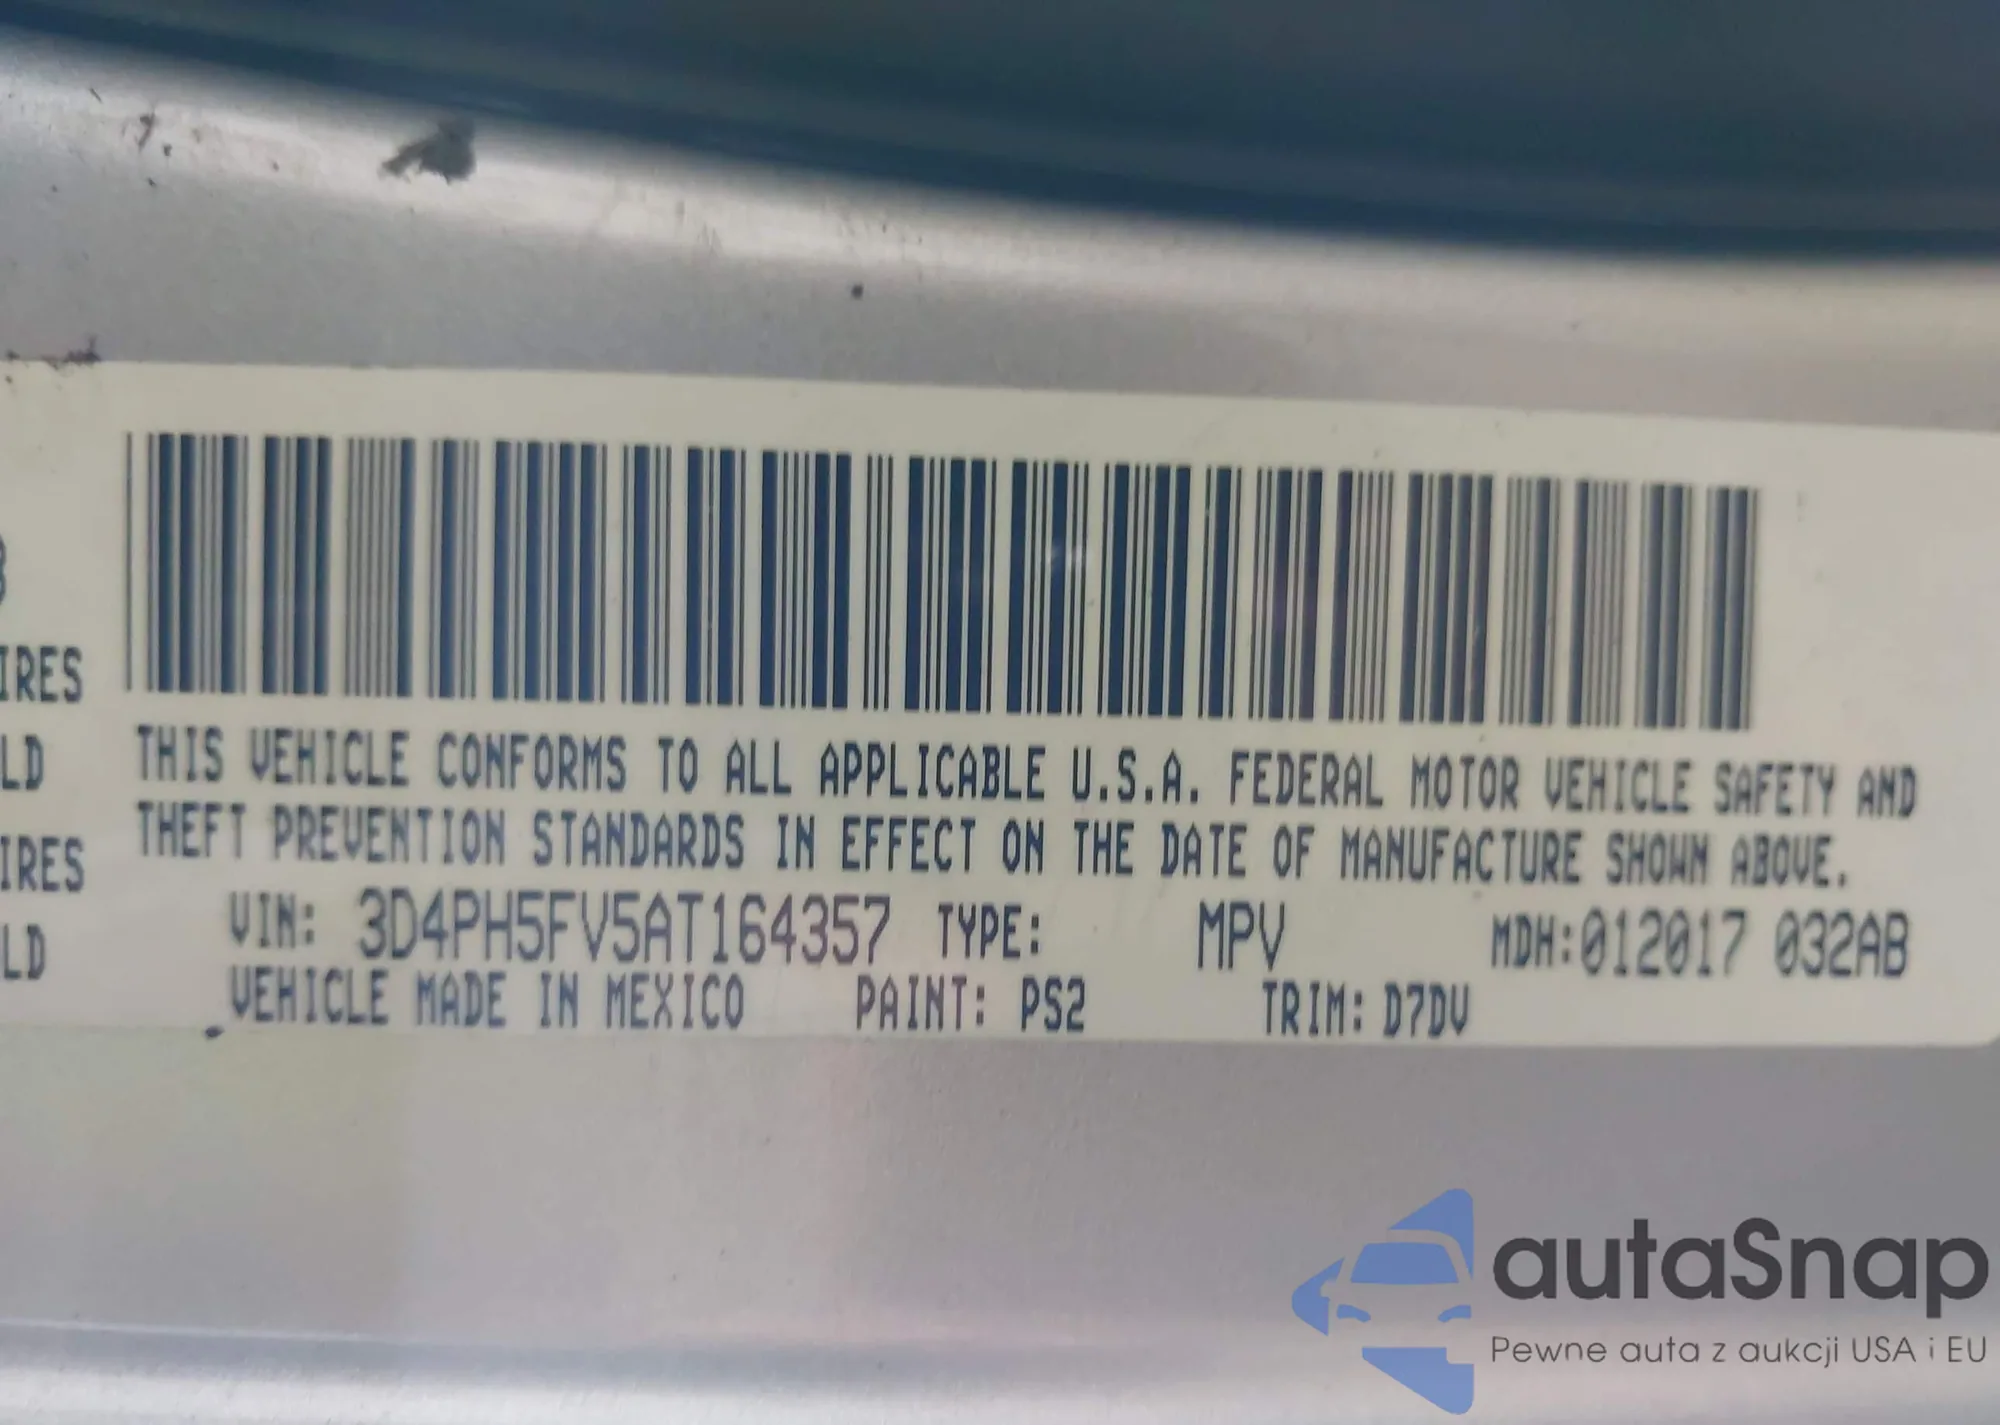 IRES
LD
IRES
LD
THIS VEHICLE CONFORMS TO ALL APPLICABLE U.S.A. FEDERAL MOTOR VEHICLE SAFETY AND
THEFT PREVENTION STANDARDS IN EFFECT ON THE DATE OF MANUFACTURE SHOWN ABOVE.
VIN: 3D4PH5FV5AT164357 TYPE: MPV MDH:012017 032AB
VEHICLE MADE IN MEXICO PAINT: PS2 TRIM: D7DV
autaSnap
Pewne auta z aukcji USA i EU